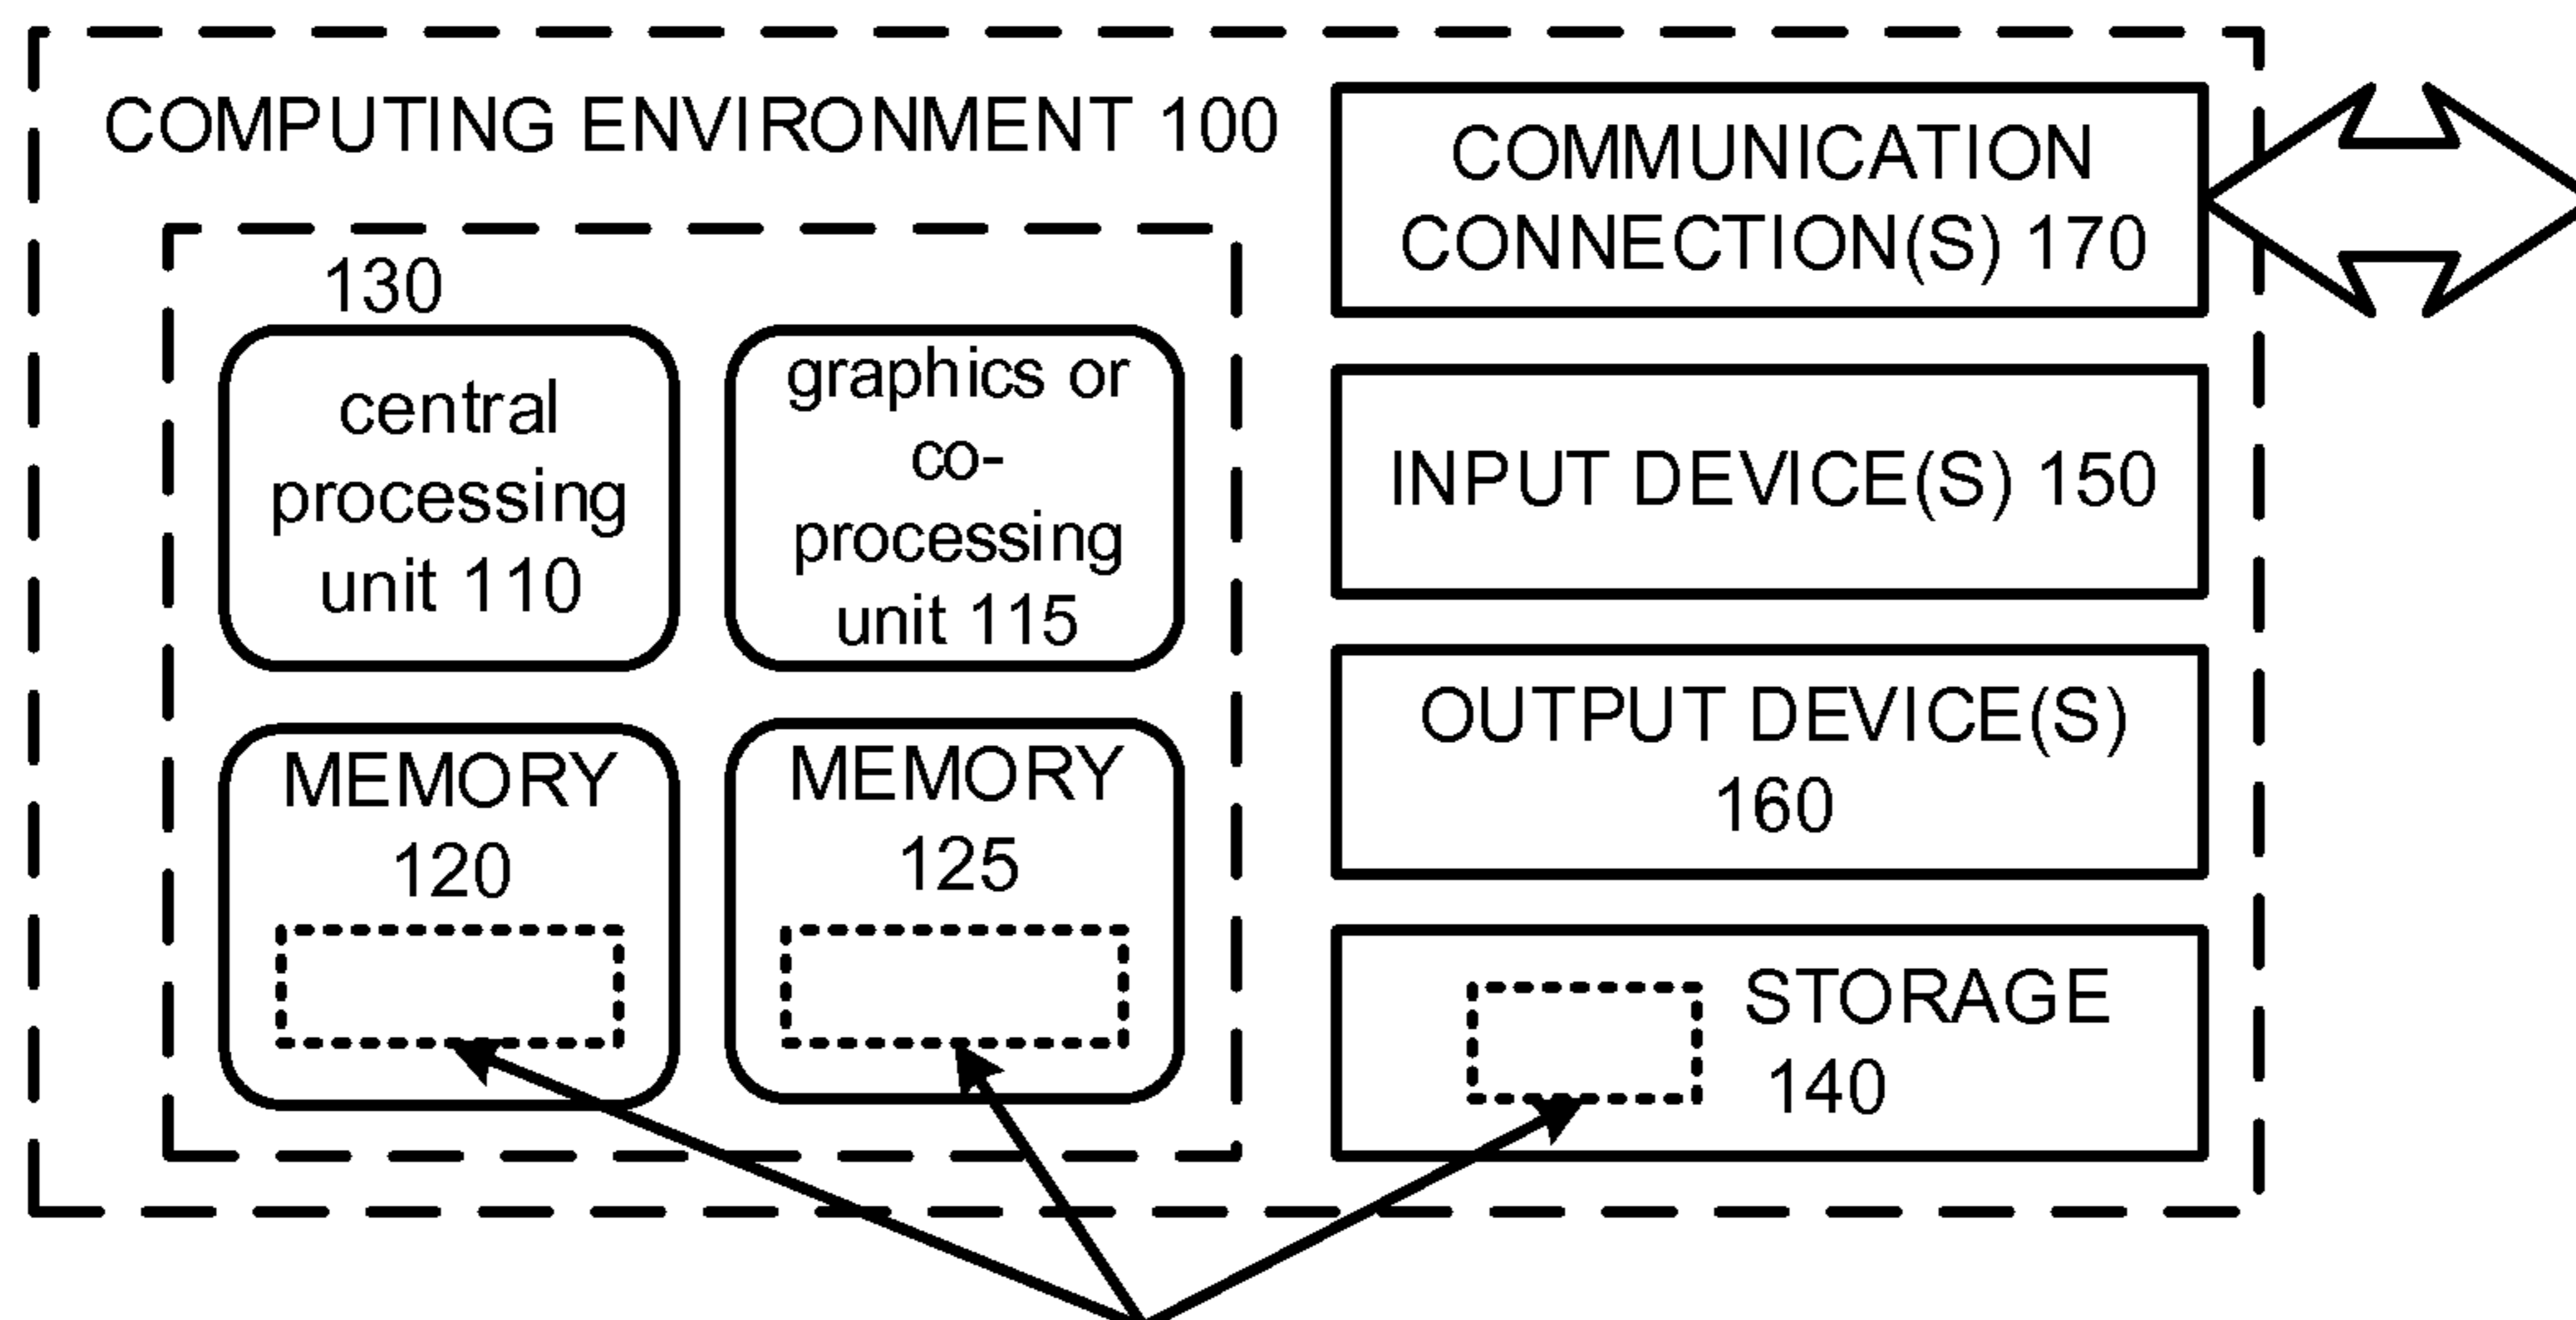 COMPUTING ENVIRONMENT 100
130
central
processing
unit 110
graphics or
co-
processing
unit 115
MEMORY
120
MEMORY
125
COMMUNICATION
CONNECTION(S) 170
INPUT DEVICE(S) 150
OUTPUT DEVICE(S)
160
STORAGE
140